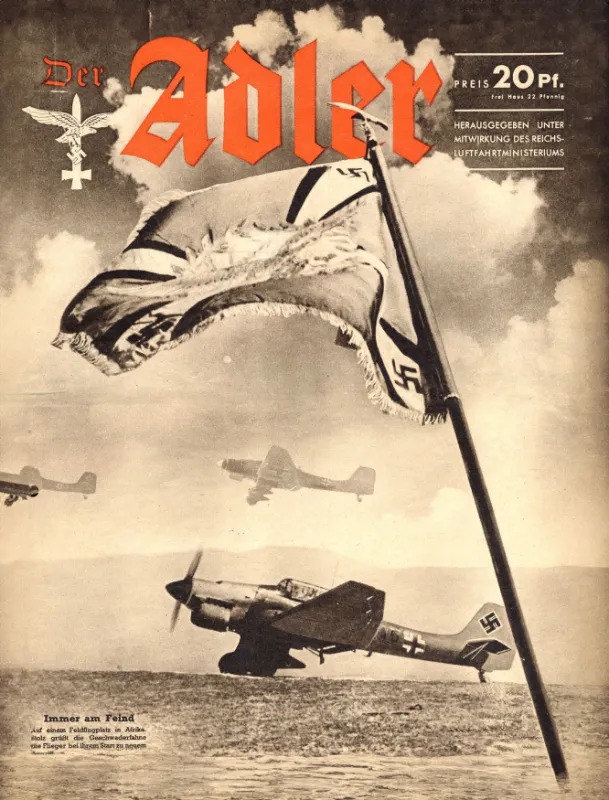 Der Adler
PREIS 20 Pf.
frei Haus 22 Pfennig
HERAUSGEGEBEN UNTER
MITWIRKUNG DES REICHS-
LUFTFAHRTMINISTERIUMS
Immer am Feind
Auf einem Feldflugplatz in Afrika.
Stolz grüßt die Geschwaderfahne
die Flieger bei ihrem Start zu neuem